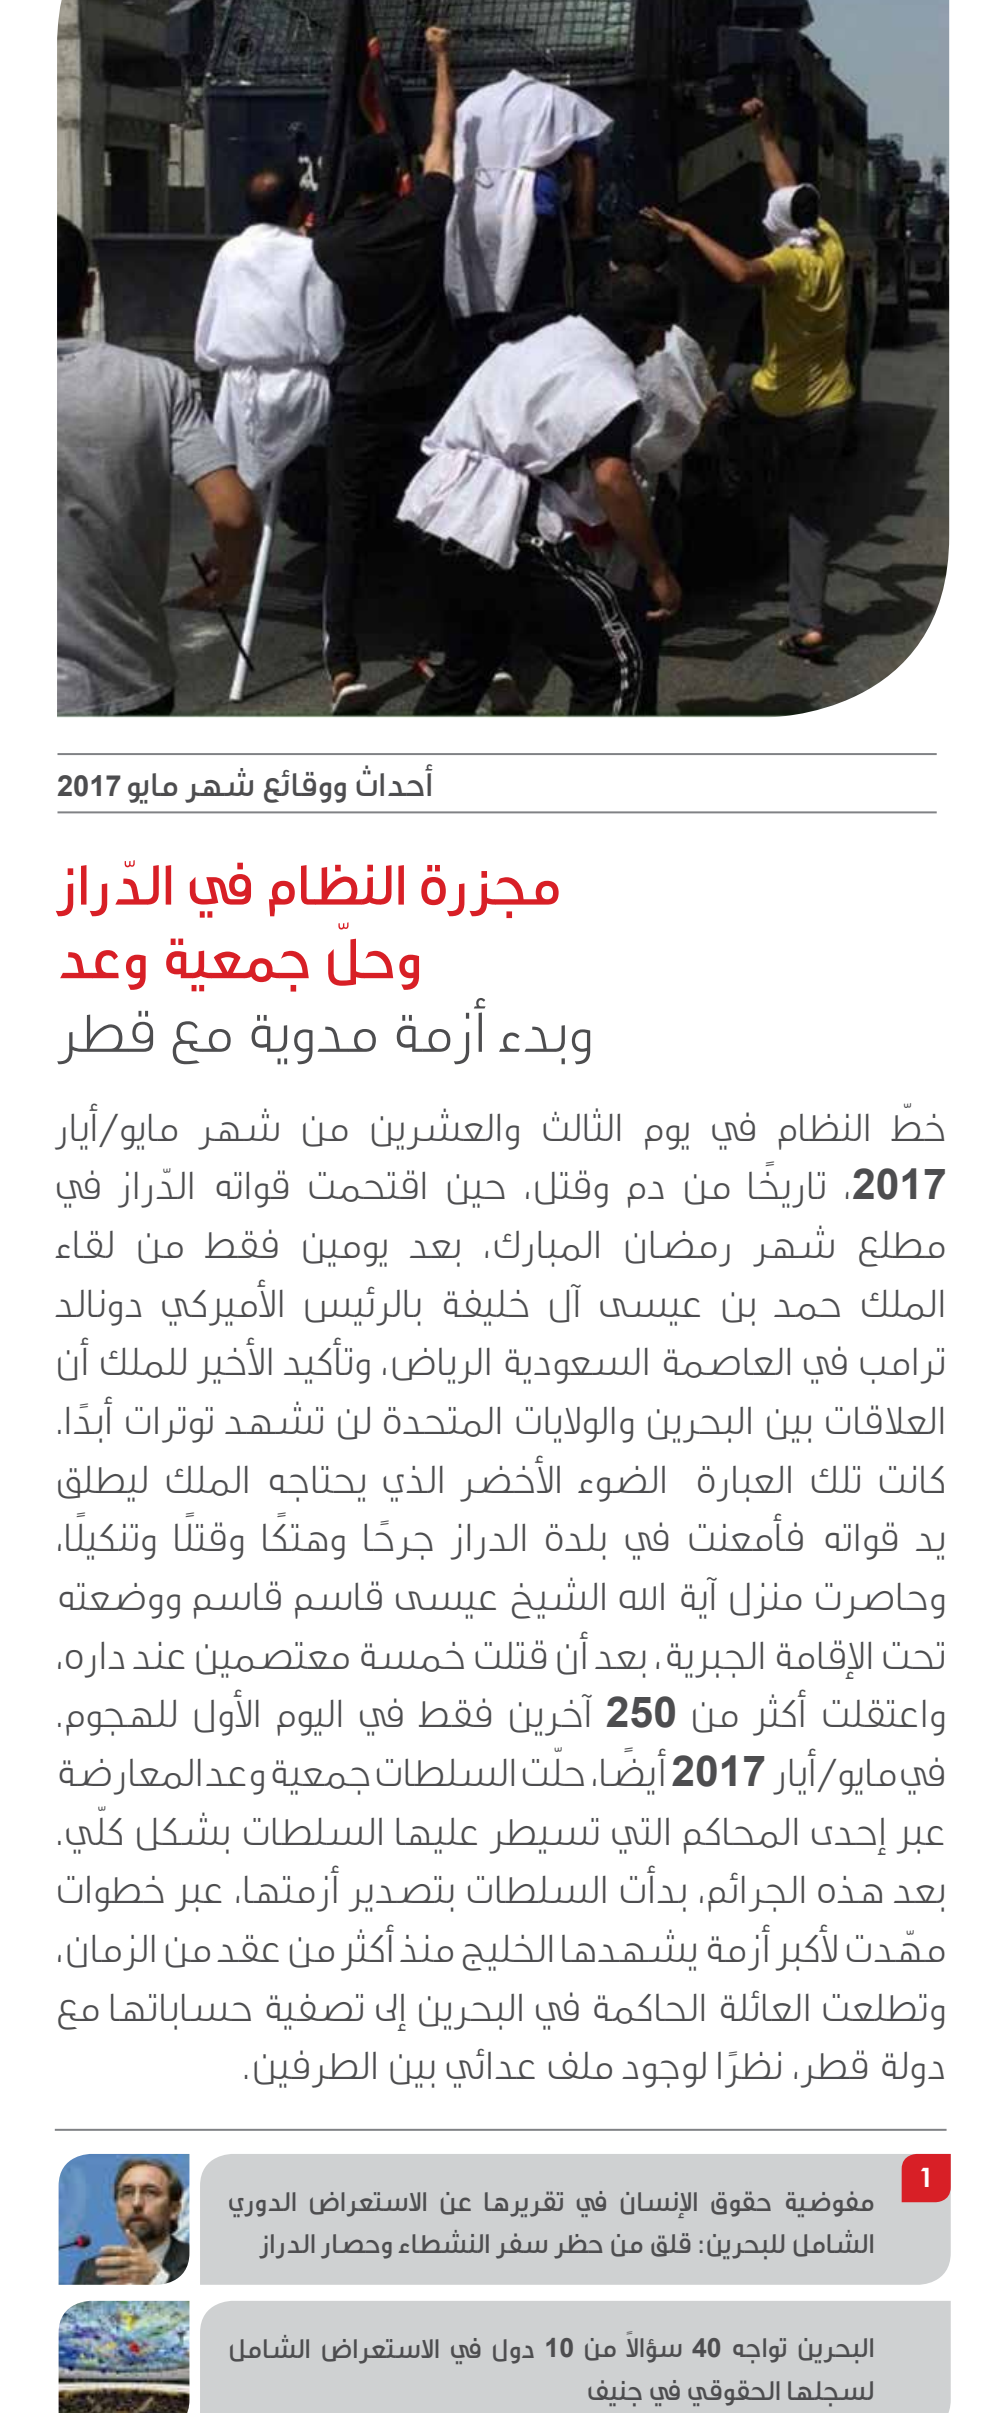 أحداث ووقائع شهر مايو 2017
مجزرة النظام في الدّراز
وحلّ جمعية وعد
وبدء أزمة مدوية مع قطر
خطّ النظام في يوم الثالث والعشرين من شهر مايو/أيار
2017، تاريخًا من دم وقتل، حين اقتحمت قواته الدّراز في
مطلع شهر رمضان المبارك، بعد يومين فقط من لقاء
الملك حمد بن عيسى آل خليفة بالرئيس الأميركي دونالد
ترامب في العاصمة السعودية الرياض، وتأكيد الأخير للملك أن
العلاقات بين البحرين والولايات المتحدة لن تشهد توترات أبدًا.
كانت تلك العبارة الضوء الأخضر الذي يحتاجه الملك ليطلق
يد قواته فأمعنت في بلدة الدراز جرحًا وهتكًا وقتلًا وتنكيلًا،
وحاصرت منزل آية الله الشيخ عيسى قاسم قاسم ووضعته
تحت الإقامة الجبرية، بعد أن قتلت خمسة معتصمين عند داره،
واعتقلت أكثر من 250 آخرين فقط في اليوم الأول للهجوم.
في مايو/أيار 2017 أيضًا، حلّت السلطات جمعية وعد المعارضة
عبر إحدى المحاكم التي تسيطر عليها السلطات بشكل كلّي.
بعد هذه الجرائم، بدأت السلطات بتصدير أزمتها، عبر خطوات
مهّدت لأكبر أزمة يشهدها الخليج منذ أكثر من عقد من الزمان،
وتطلعت العائلة الحاكمة في البحرين إلى تصفية حساباتها مع
دولة قطر، نظرًا لوجود ملف عدائي بين الطرفين.
1
مفوضية حقوق الإنسان في تقريرها عن الاستعراض الدوري
الشامل للبحرين: قلق من حظر سفر النشطاء وحصار الدراز
البحرين تواجه 40 سؤالاً من 10 دول في الاستعراض الشامل
لسجلها الحقوقي في جنيف